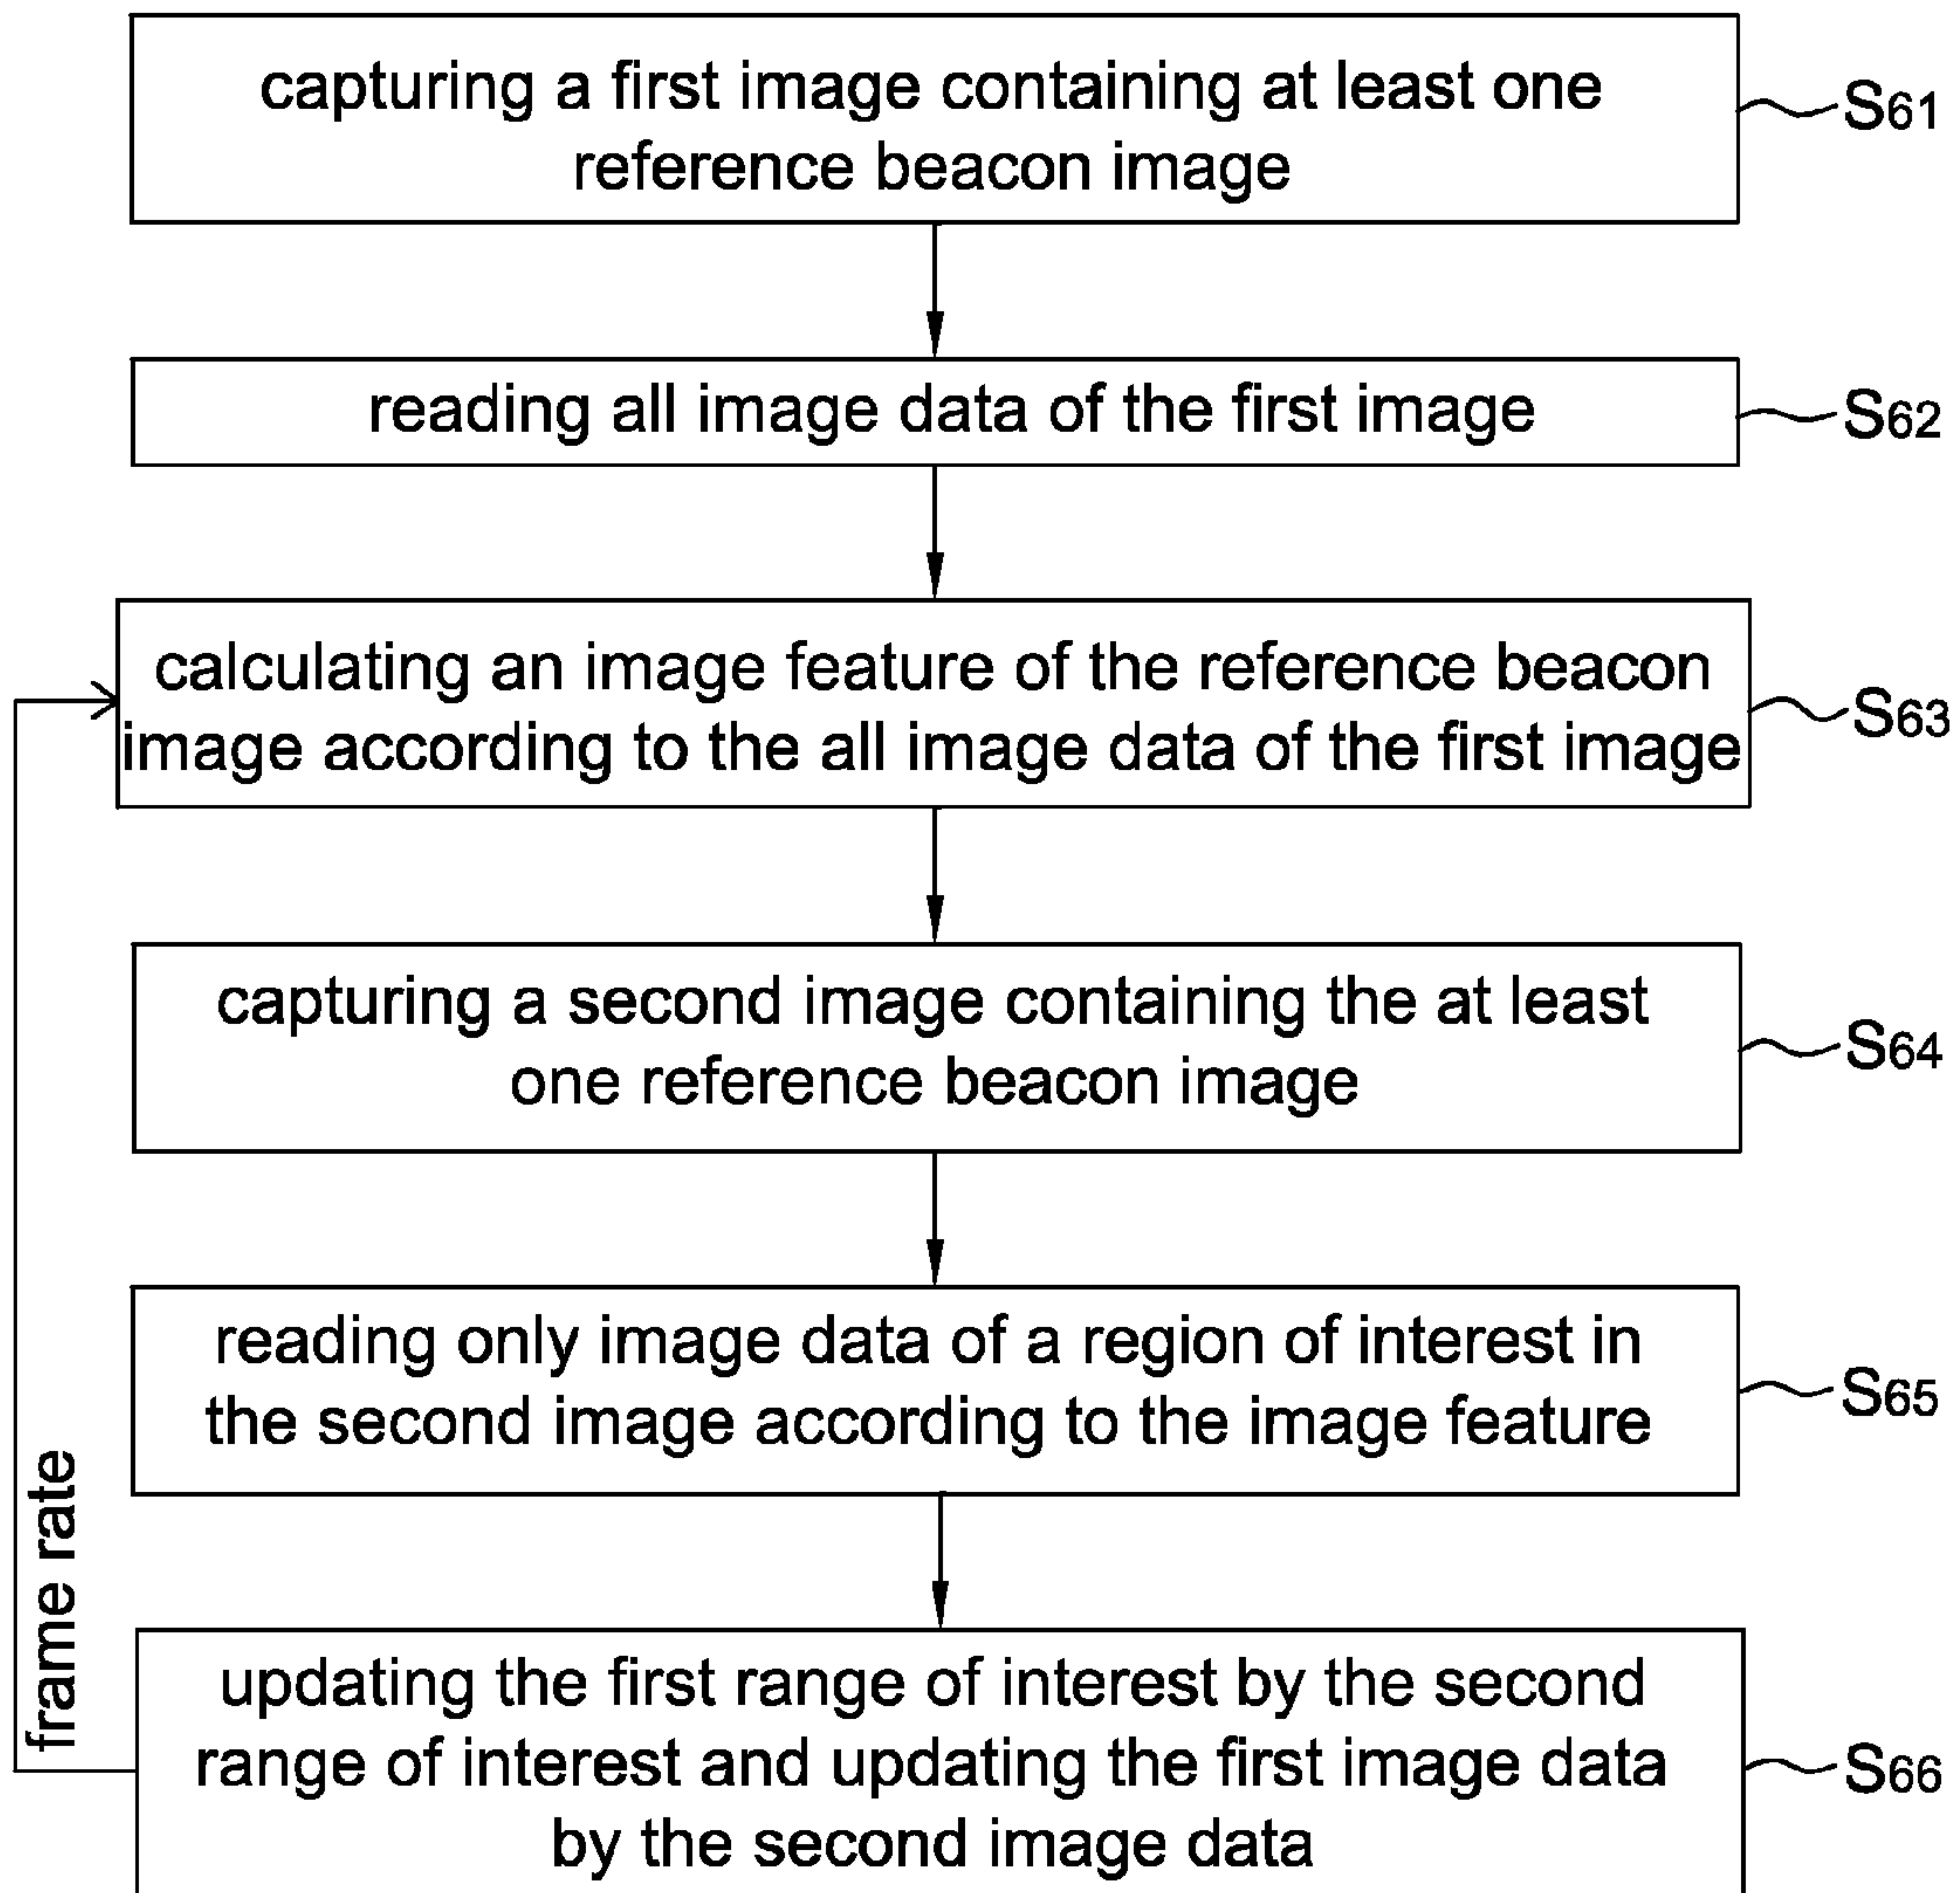 capturing a first image containing at least one
reference beacon image
S61
reading all image data of the first image
S62
calculating an image feature of the reference beacon
image according to the all image data of the first image
S63
capturing a second image containing the at least
one reference beacon image
S64
reading only image data of a region of interest in
the second image according to the image feature
S65
frame rate
updating the first range of interest by the second
range of interest and updating the first image data
by the second image data
S66